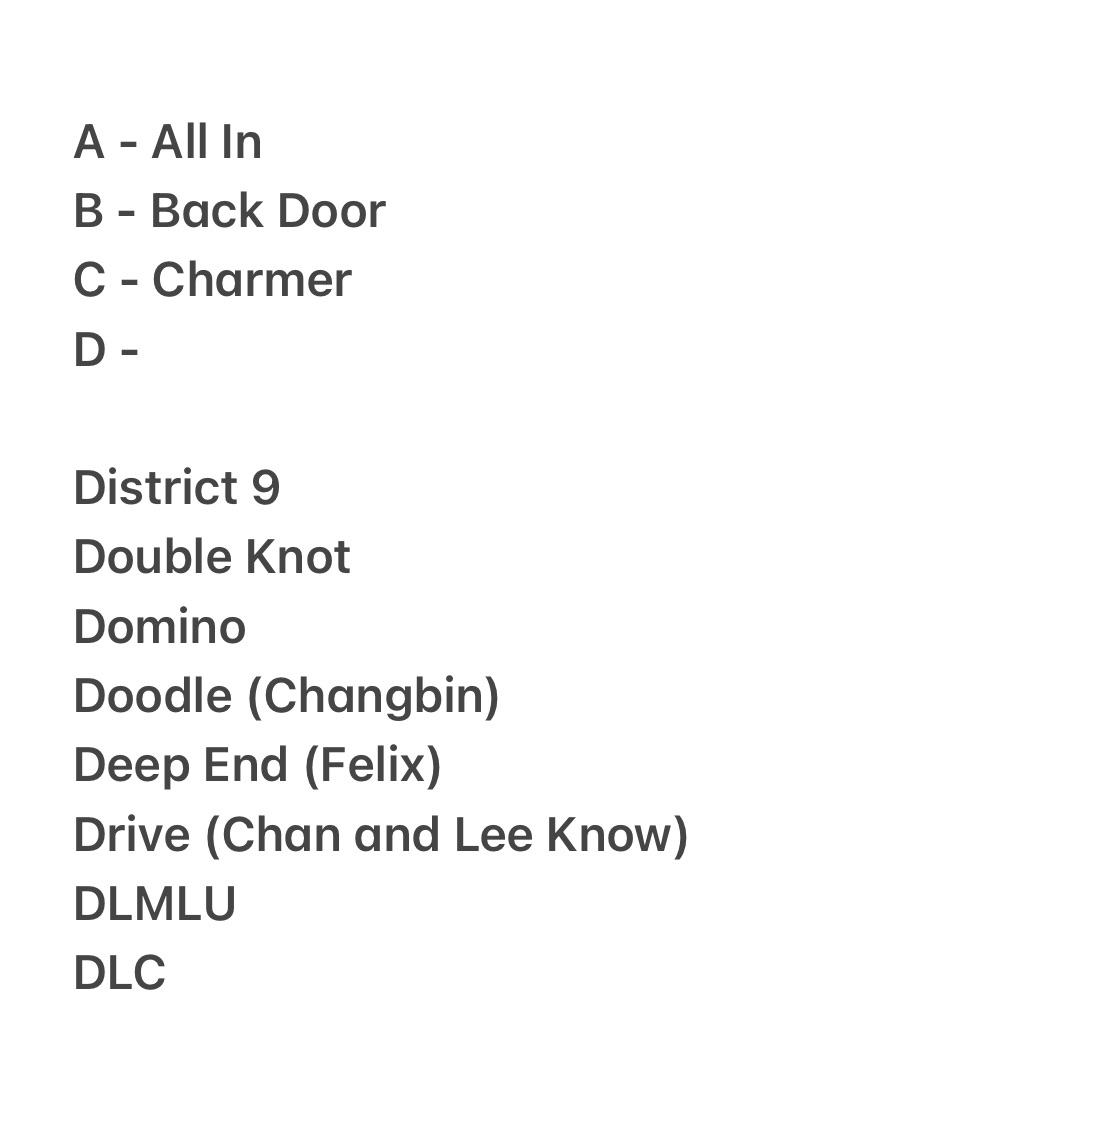 A - All In
B - Back Door
C - Charmer
D -
District 9
Double Knot
Domino
Doodle (Changbin)
Deep End (Felix)
Drive (Chan and Lee Know)
DLMLU
DLC